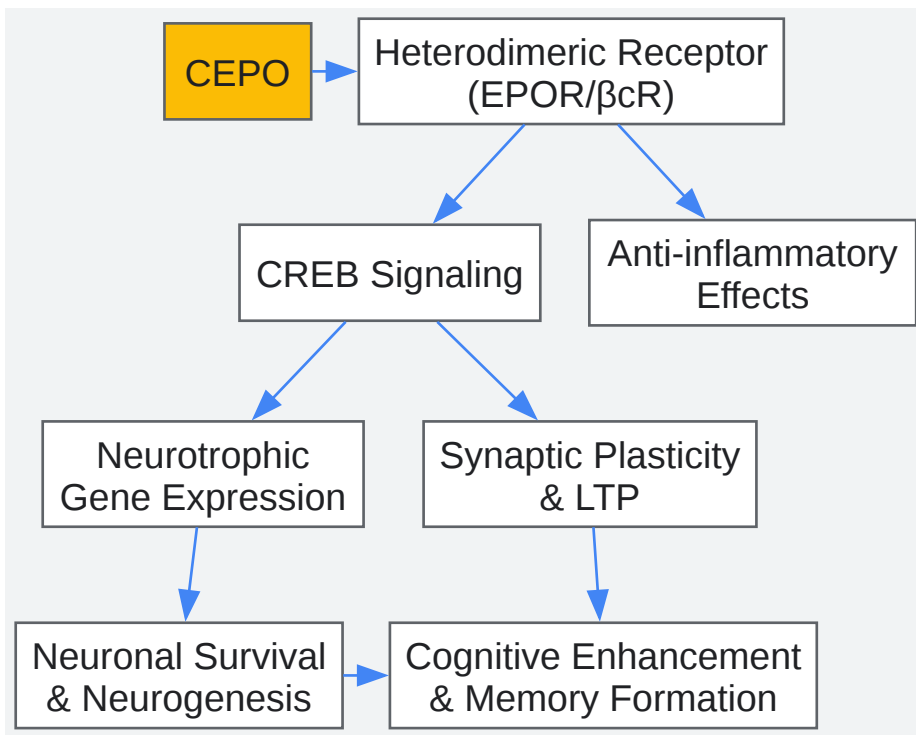 CEPO
Heterodimeric Receptor
(EPOR/βcR)
CREB Signaling
Anti-inflammatory
Effects
Neurotrophic
Gene Expression
Synaptic Plasticity
& LTP
Neuronal Survival
& Neurogenesis
Cognitive Enhancement
& Memory Formation